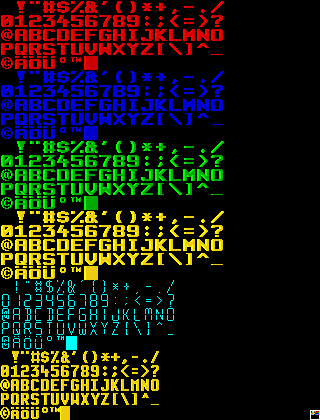 !"#$%&'()*+,-./
0123456789:;<=>?
@ABCDEFGHIJKLMNO
PQRSTUVWXYZ[\]^_
©ÄÖÜ°™█
!"#$%&'()*+,-./
0123456789:;<=>?
@ABCDEFGHIJKLMNO
PQRSTUVWXYZ[\]^_
©ÄÖÜ°™█
!"#$%&'()*+,-./
0123456789:;<=>?
@ABCDEFGHIJKLMNO
PQRSTUVWXYZ[\]^_
©ÄÖÜ°™█
!"#$%&'()*+,-./
0123456789:;<=>?
@ABCDEFGHIJKLMNO
PQRSTUVWXYZ[\]^_
©ÄÖÜ°™█
!"#$%&'()*+,-./
0123456789:;<=>?
@ABCDEFGHIJKLMNO
PQRSTUVWXYZ[\]^_
©ÄÖÜ°™█
!"#$%&'()*+,-./
0123456789:;<=>?
@ABCDEFGHIJKLMNO
PQRSTUVWXYZ[\]^_
©ÄÖÜ°™█